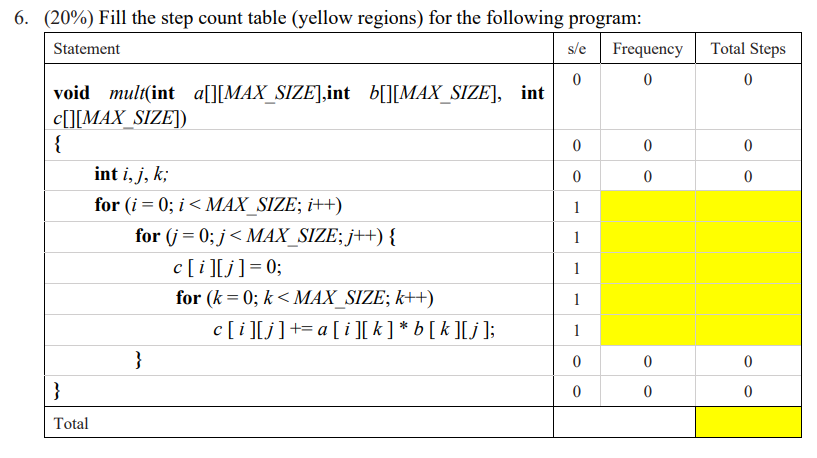 6. (20%) Fill the step count table (yellow regions) for the following program:
Statement s/e Frequency Total Steps
void mult(int a[][MAX_SIZE],int b[][MAX_SIZE], int 0 0 0
c[][MAX_SIZE])
{ 0 0 0
int i, j, k; 0 0 0
for (i = 0; i < MAX_SIZE; i++) 1
for (j = 0; j < MAX_SIZE; j++) { 1
c [ i ][ j ] = 0; 1
for (k = 0; k < MAX_SIZE; k++) 1
c [ i ][ j ] += a [ i ][ k ] * b [ k ][ j ]; 1
} 0 0 0
} 0 0 0
Total